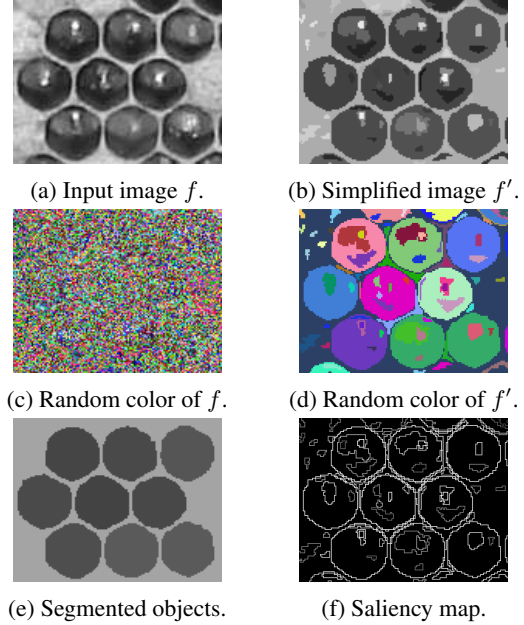 (a) Input image f.
(b) Simplified image f′.
(c) Random color of f.
(d) Random color of f′.
(e) Segmented objects.
(f) Saliency map.